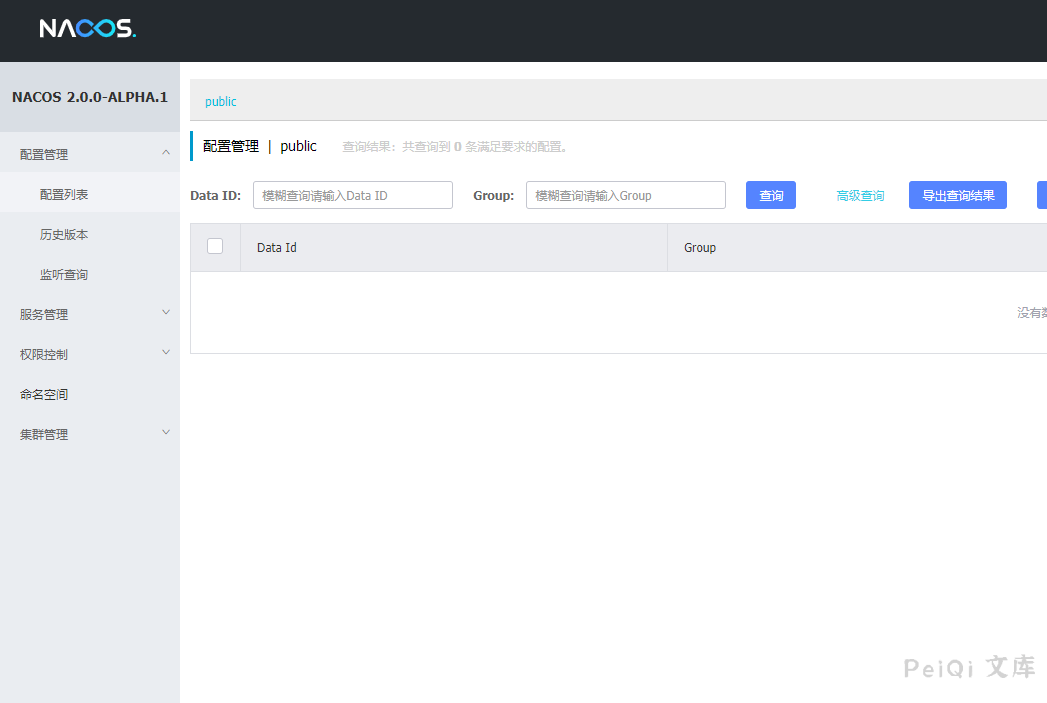 NACOS.
NACOS 2.0.0-ALPHA.1
public
配置管理
配置管理 | public 查询结果：共查询到 0 条满足要求的配置。
配置列表
Data ID: 模糊查询请输入Data ID Group: 模糊查询请输入Group 查询 高级查询 导出查询结果
历史版本
Data Id Group
监听查询
服务管理
没有
权限控制
命名空间
集群管理
PeiQi 文库